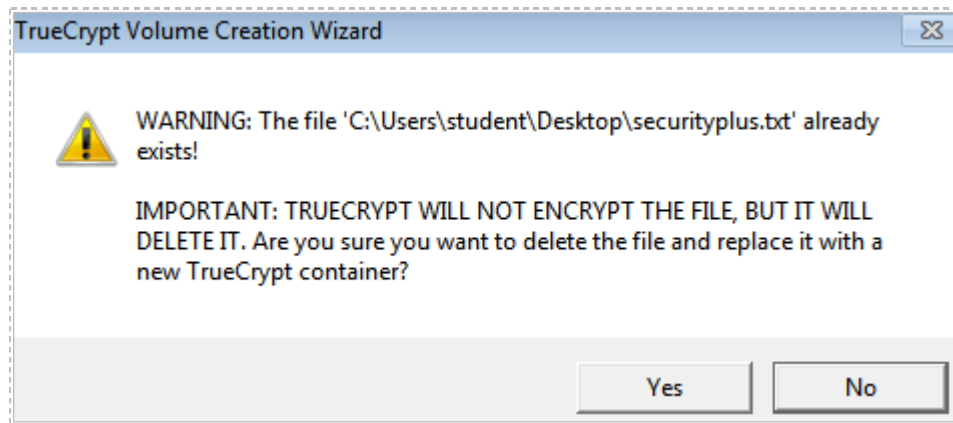 TrueCrypt Volume Creation Wizard
WARNING: The file 'C:\Users\student\Desktop\securityplus.txt' already
exists!
IMPORTANT: TRUECRYPT WILL NOT ENCRYPT THE FILE, BUT IT WILL
DELETE IT. Are you sure you want to delete the file and replace it with a
new TrueCrypt container?
Yes
No